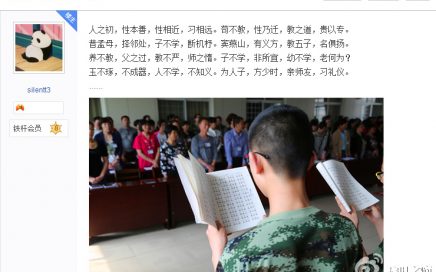 楼主
人之初，性本善，性相近，习相远。苟不教，性乃迁，教之道，贵以专。
昔孟母，择邻处，子不学，断机杼，窦燕山，有义方，教五子，名俱扬。
养不教，父之过，教不严，师之惰。子不学，非所宜，幼不学，老何为？
玉不琢，不成器，人不学，不知义。为人子，方少时，亲师友，习礼仪。
......
silentt3
铁杆会员